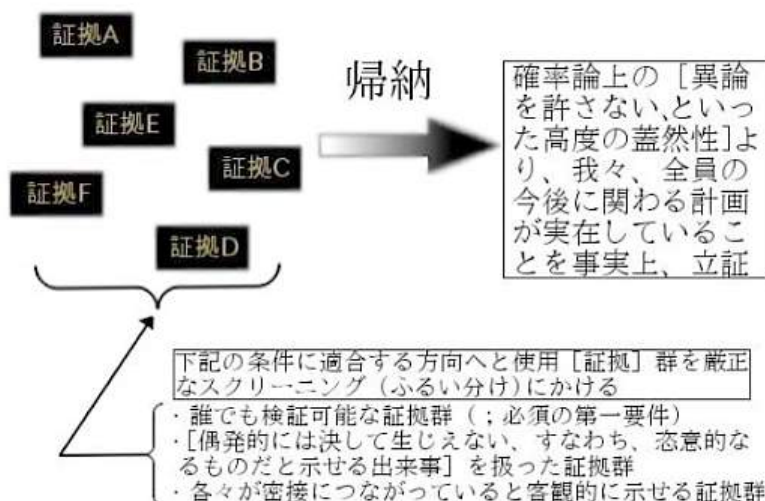 証拠A
証拠B
証拠E
証拠C
証拠F
証拠D
帰納
確率論上の［異論
を許さない、といっ
た高度の蓋然性］よ
り、我々、全員の
今後に関わる計画
が実在しているこ
とを事実上、立証
下記の条件に適合する方向へと使用［証拠］群を厳正
なスクリーニング（ふるい分け）にかける
・誰でも検証可能な証拠群（；必須の第一要件）
・［偶発的には決して生じえない、すなわち、恣意的な
るものだと示せる出来事］を扱った証拠群
・各々が密接につながっていると客観的に示せる証拠群